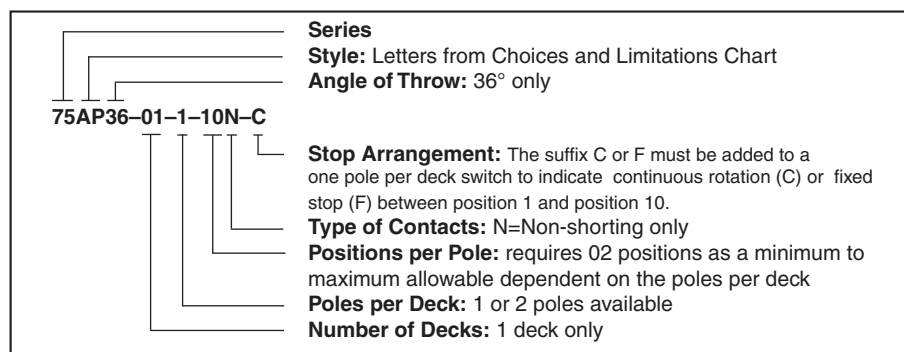 Series
Style: Letters from Choices and Limitations Chart
Angle of Throw: 36° only
75AP36–01–1–10N–C
Stop Arrangement: The suffix C or F must be added to a
one pole per deck switch to indicate continuous rotation (C) or fixed
stop (F) between position 1 and position 10.
Type of Contacts: N=Non-shorting only
Positions per Pole: requires 02 positions as a minimum to
maximum allowable dependent on the poles per deck
Poles per Deck: 1 or 2 poles available
Number of Decks: 1 deck only